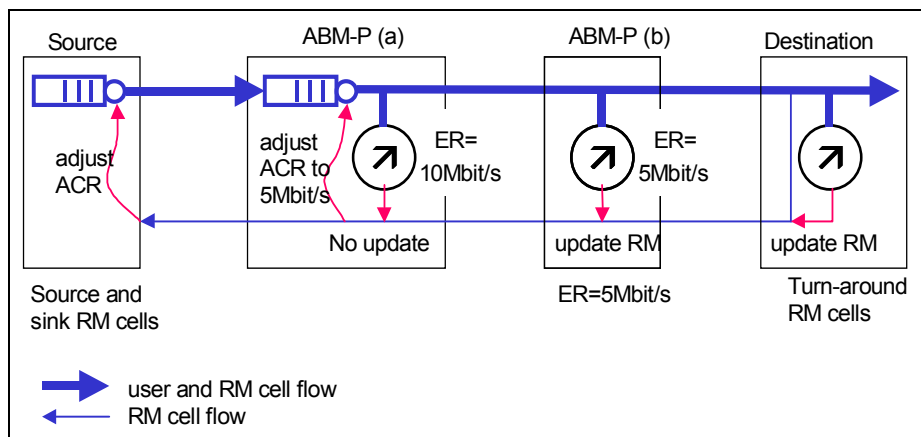 Source
ABM-P (a)
ABM-P (b)
Destination
adjust
ACR
adjust
ACR to
5Mbit/s
ER=
10Mbit/s
ER=
5Mbit/s
No update
update RM
update RM
Source and
sink RM cells
ER=5Mbit/s
Turn-around
RM cells
user and RM cell flow
RM cell flow